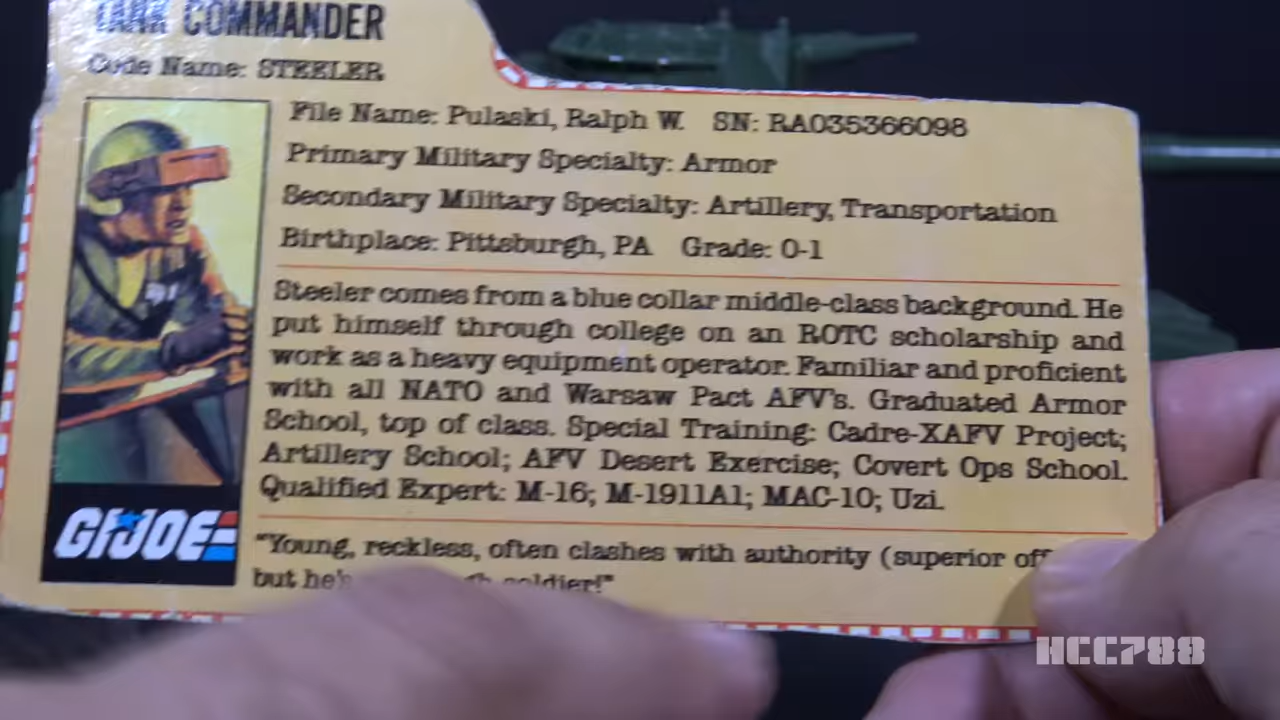 TANK COMMANDER
Code Name: STEELER
File Name: Pulaski, Ralph W. SN: RA035366098
Primary Military Specialty: Armor
Secondary Military Specialty: Artillery, Transportation
Birthplace: Pittsburgh, PA Grade: O-1
Steeler comes from a blue collar middle-class background. He
put himself through college on an ROTC scholarship and
work as a heavy equipment operator. Familiar and proficient
with all NATO and Warsaw Pact AFV's. Graduated Armor
School, top of class. Special Training: Cadre-XAFV Project;
Artillery School; AFV Desert Exercise; Covert Ops School.
Qualified Expert: M-16; M-1911A1; MAC-10; Uzi.
"Young, reckless, often clashes with authority (superior
but he's soldier!"
GI JOE
HCC788